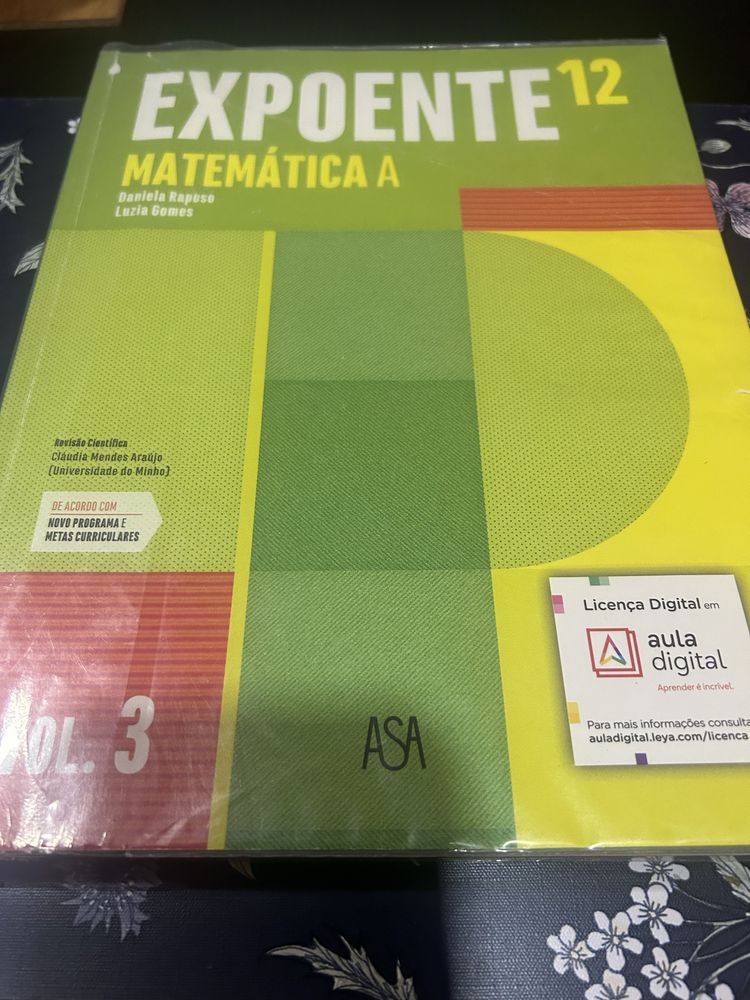 EXPOENTE 12
MATEMÁTICA A
Daniela Raposo
Luzia Gomes
Revisão Científica
Cláudia Mendes Araújo
(Universidade do Minho)
DE ACORDO COM
NOVO PROGRAMA E
METAS CURRICULARES
VOL. 3
ASA
Licença Digital em
aula
digital
Aprender é incrível.
Para mais informações consulta
auladigital.leya.com/licenca